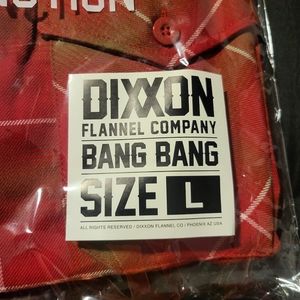 DIXXON
FLANNEL COMPANY
BANG BANG
SIZE L
ALL RIGHTS RESERVED / DIXXON FLANNEL CO / PHOENIX AZ USA